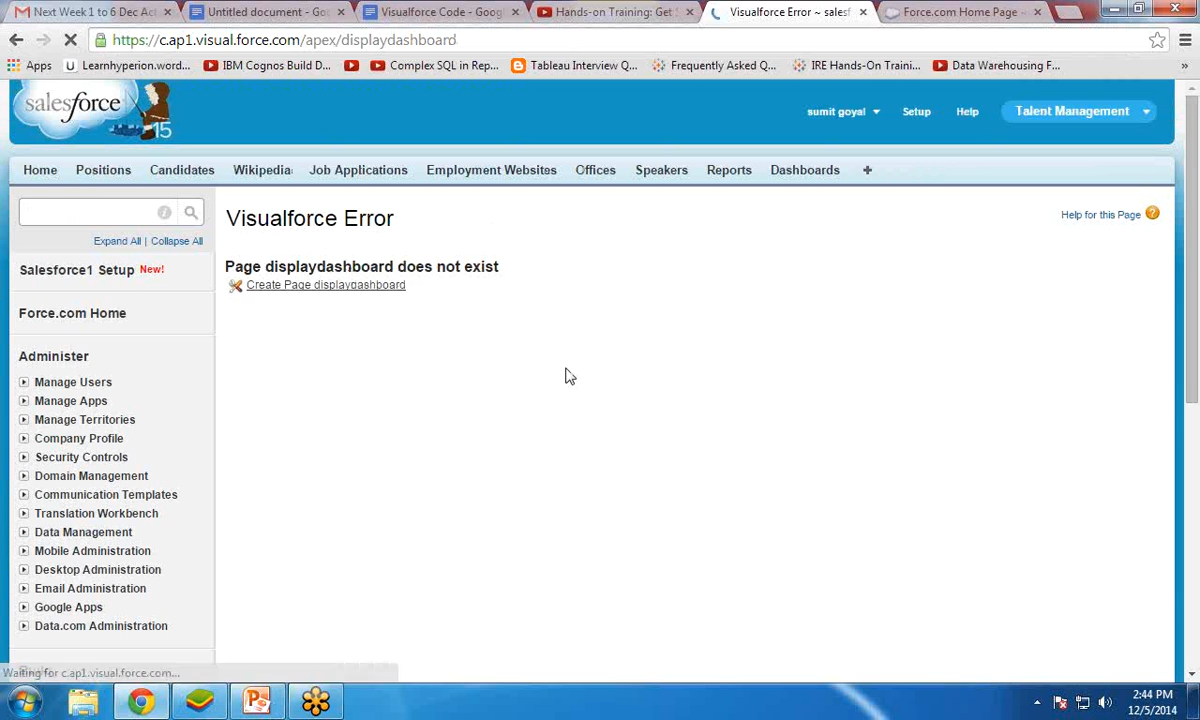 Next Week 1 to 6 Dec Act
Untitled document - Go
Visualforce Code - Goog
Hands-on Training: Get
Visualforce Error ~ salesf
Force.com Home Page ~
https://c.ap1.visual.force.com/apex/displaydashboard
Apps
Learnhyperion.word...
IBM Cognos Build D...
Complex SQL in Rep...
Tableau Interview Q...
Frequently Asked Q...
IRE Hands-On Traini...
Data Warehousing F...
»
salesforce
15
sumit goyal
Setup
Help
Talent Management
Home
Positions
Candidates
Wikipedia
Job Applications
Employment Websites
Offices
Speakers
Reports
Dashboards
Expand All | Collapse All
Salesforce1 Setup New!
Force.com Home
Administer
Manage Users
Manage Apps
Manage Territories
Company Profile
Security Controls
Domain Management
Communication Templates
Translation Workbench
Data Management
Mobile Administration
Desktop Administration
Email Administration
Google Apps
Data.com Administration
Visualforce Error
Help for this Page
Page displaydashboard does not exist
Create Page displaydashboard
Waiting for c.ap1.visual.force.com...
2:44 PM
12/5/2014